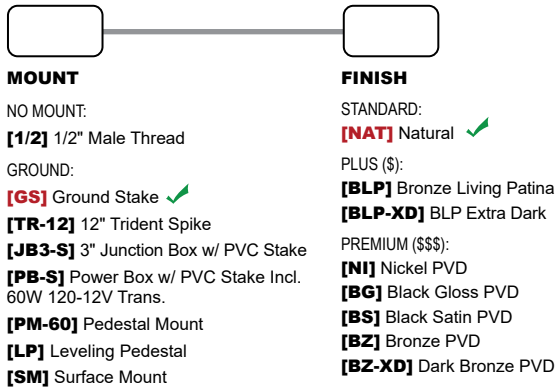 MOUNT
NO MOUNT:
[1/2] 1/2" Male Thread
GROUND:
[GS] Ground Stake
[TR-12] 12" Trident Spike
[JB3-S] 3" Junction Box w/ PVC Stake
[PB-S] Power Box w/ PVC Stake Incl.
60W 120-12V Trans.
[PM-60] Pedestal Mount
[LP] Leveling Pedestal
[SM] Surface Mount
FINISH
STANDARD:
[NAT] Natural
PLUS ($):
[BLP] Bronze Living Patina
[BLP-XD] BLP Extra Dark
PREMIUM ($$$):
[NI] Nickel PVD
[BG] Black Gloss PVD
[BS] Black Satin PVD
[BZ] Bronze PVD
[BZ-XD] Dark Bronze PVD